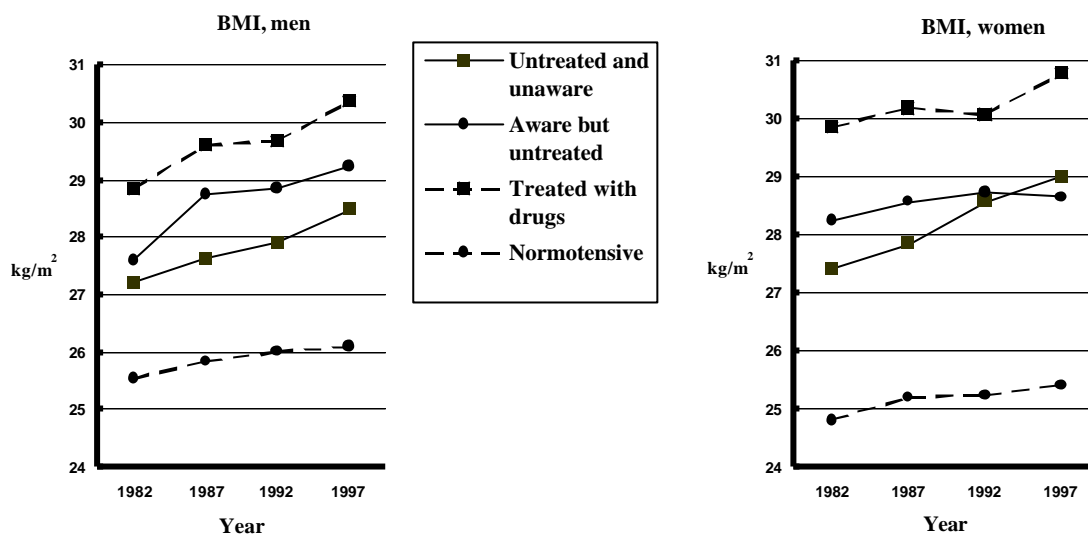 BMI, men
31
30
29
28
27
26
25
24
kg/m²
1982 1987 1992 1997
Year
Untreated and
unaware
Aware but
untreated
Treated with
drugs
Normotensive
BMI, women
31
30
29
28
27
26
25
24
kg/m²
1982 1987 1992 1997
Year